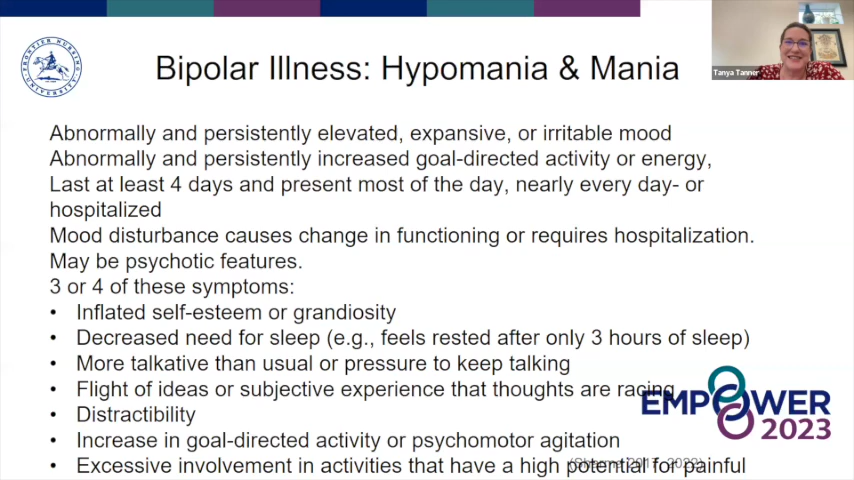 FRONTIER NURSING UNIVERSITY
Tanya Tanner
Bipolar Illness: Hypomania & Mania
Abnormally and persistently elevated, expansive, or irritable mood
Abnormally and persistently increased goal-directed activity or energy,
Last at least 4 days and present most of the day, nearly every day- or
hospitalized
Mood disturbance causes change in functioning or requires hospitalization.
May be psychotic features.
3 or 4 of these symptoms:
• Inflated self-esteem or grandiosity
• Decreased need for sleep (e.g., feels rested after only 3 hours of sleep)
• More talkative than usual or pressure to keep talking
• Flight of ideas or subjective experience that thoughts are racing
• Distractibility
• Increase in goal-directed activity or psychomotor agitation
• Excessive involvement in activities that have a high potential for painful
EMPOWER
2023